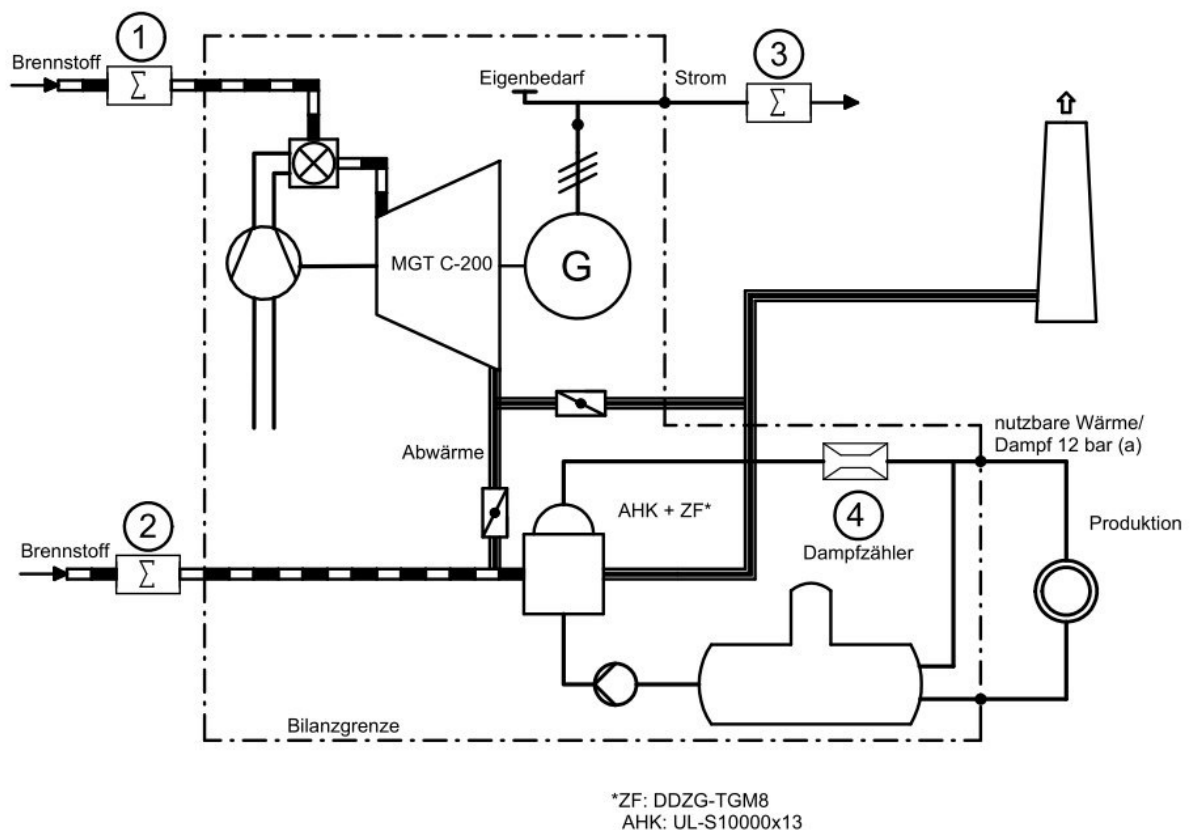 1
Brennstoff
Σ
Eigenbedarf
Strom
3
Σ
MGT C-200
G
Abwärme
nutzbare Wärme/
Dampf 12 bar (a)
2
Brennstoff
Σ
AHK + ZF*
4
Dampfzähler
Produktion
Bilanzgrenze
*ZF: DDZG-TGM8
AHK: UL-S10000x13